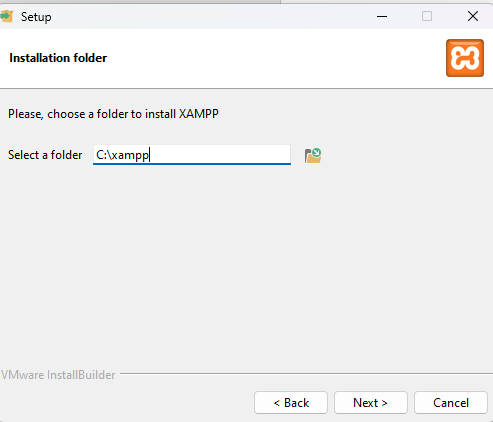 Setup
Installation folder
Please, choose a folder to install XAMPP
Select a folder C:\xampp
VMware InstallBuilder
< Back Next > Cancel